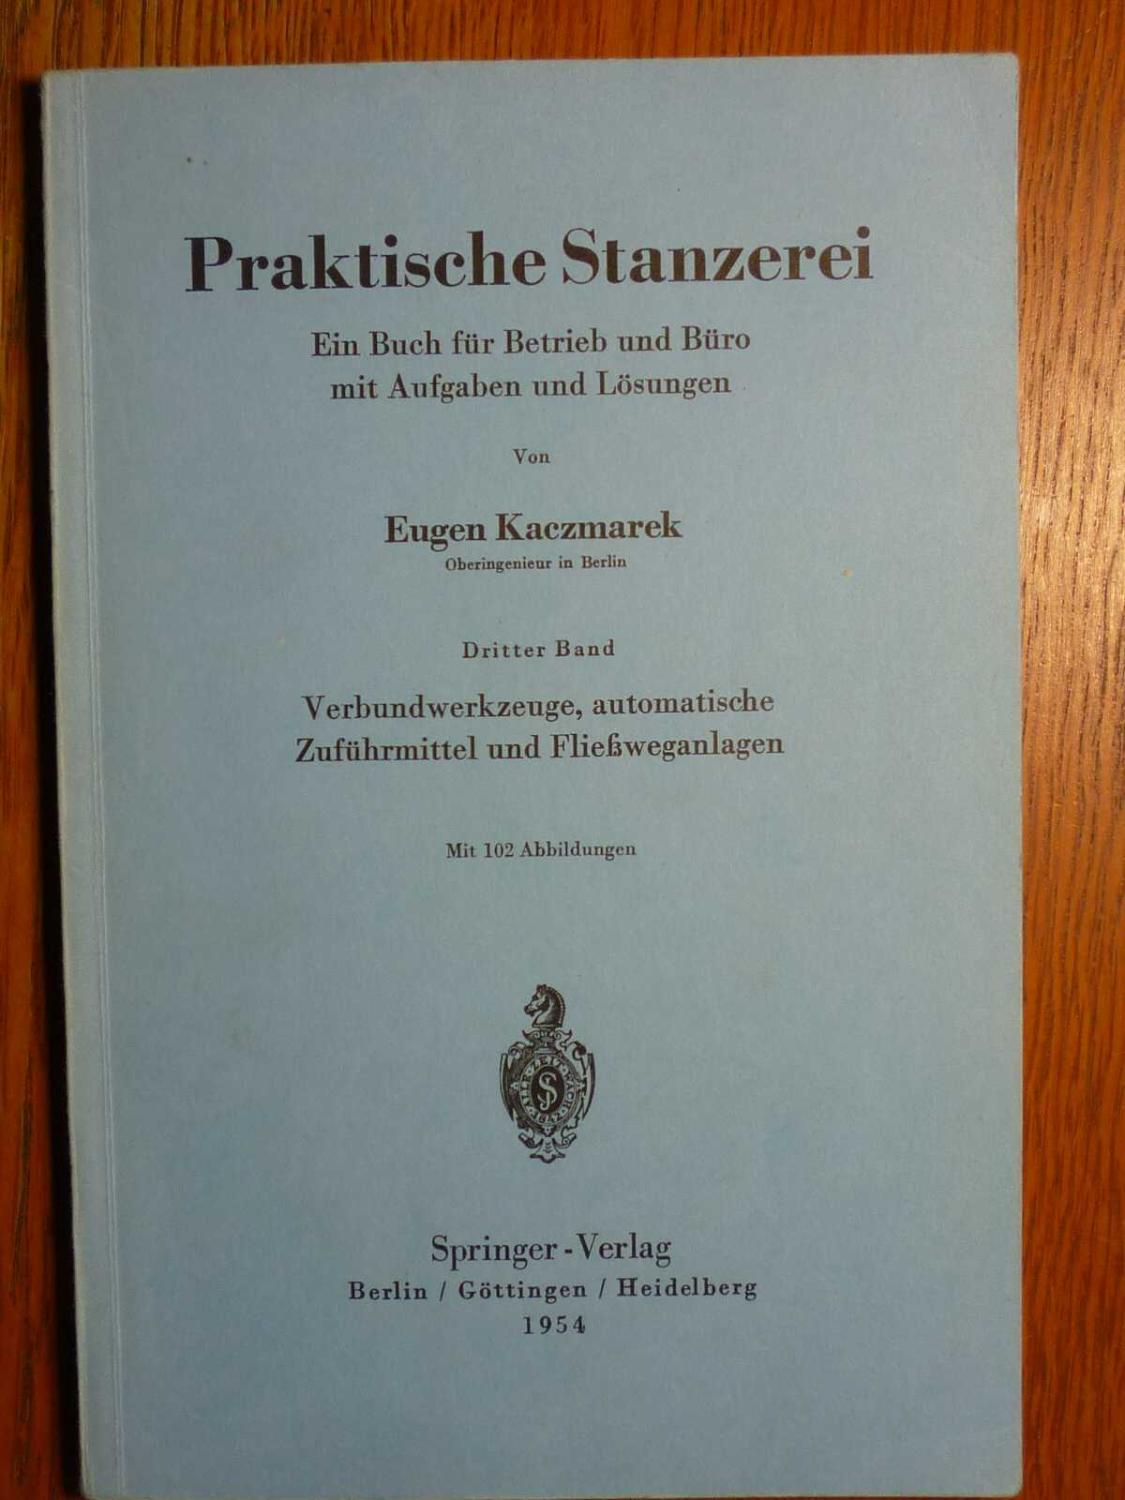 Praktische Stanzerei
Ein Buch für Betrieb und Büro
mit Aufgaben und Lösungen
Von
Eugen Kaczmarek
Oberingenieur in Berlin
Dritter Band
Verbundwerkzeuge, automatische
Zuführmittel und Fließweganlagen
Mit 102 Abbildungen
Springer-Verlag
Berlin / Göttingen / Heidelberg
1954